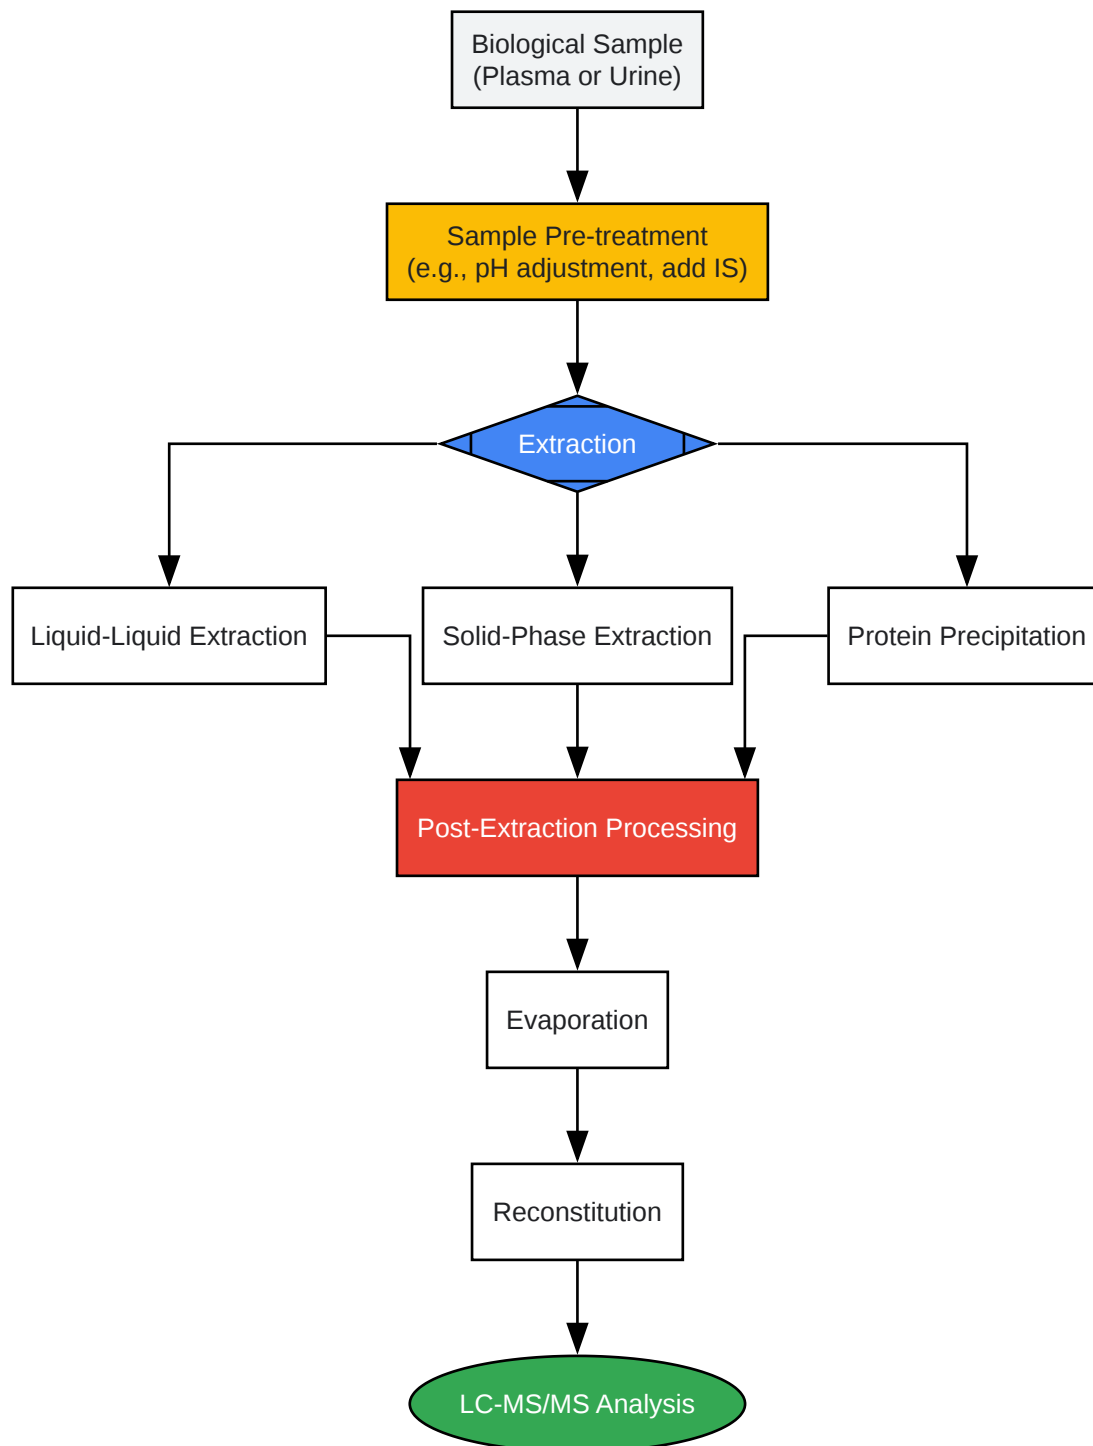 Biological Sample
(Plasma or Urine)
Sample Pre-treatment
(e.g., pH adjustment, add IS)
Extraction
Liquid-Liquid Extraction
Solid-Phase Extraction
Protein Precipitation
Post-Extraction Processing
Evaporation
Reconstitution
LC-MS/MS Analysis